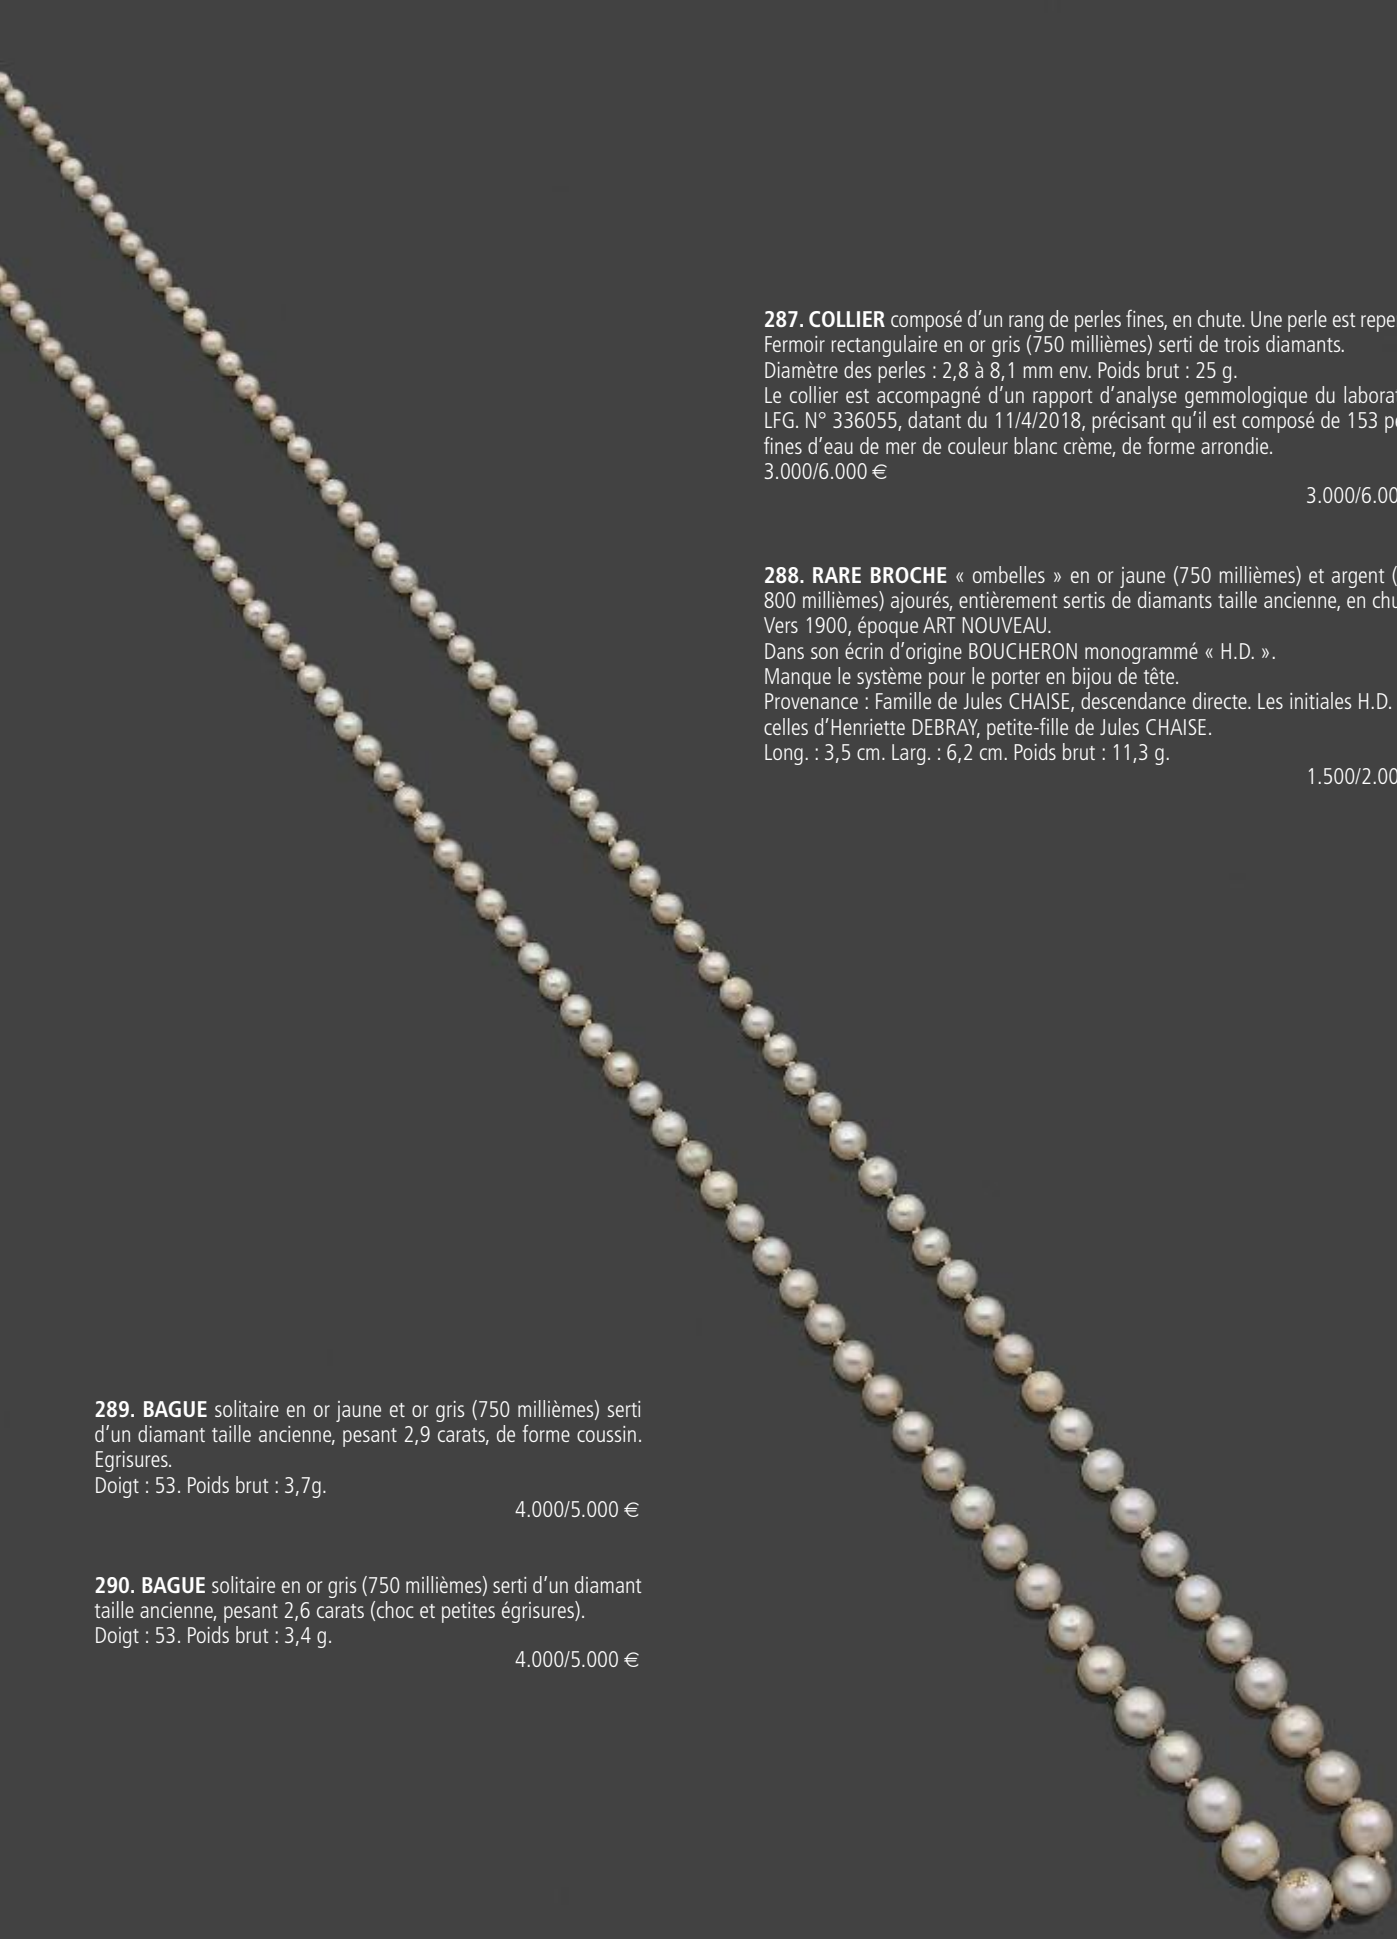 287. COLLIER composé d’un rang de perles fines, en chute. Une perle est
Fermoir rectangulaire en or gris (750 millièmes) serti de trois diamants.
Diamètre des perles : 2,8 à 8,1 mm env. Poids brut : 25 g.
Le collier est accompagné d’un rapport d’analyse gemmologique du
LFG. N° 336055, datant du 11/4/2018, précisant qu’il est composé de 153
fines d’eau de mer de couleur blanc crème, de forme arrondie.
3.000/6.000 €
3.000/6.00
288. RARE BROCHE « ombelles » en or jaune (750 millièmes) et argent (
800 millièmes) ajourés, entièrement sertis de diamants taille ancienne, en
Vers 1900, époque ART NOUVEAU.
Dans son écrin d’origine BOUCHERON monogrammé « H.D. ».
Manque le système pour le porter en bijou de tête.
Provenance : Famille de Jules CHAISE, descendance directe. Les initiales H.D.
celles d’Henriette DEBRAY, petite-fille de Jules CHAISE.
Long. : 3,5 cm. Larg. : 6,2 cm. Poids brut : 11,3 g.
1.500/2.00
289. BAGUE solitaire en or jaune et or gris (750 millièmes) serti
d’un diamant taille ancienne, pesant 2,9 carats, de forme coussin.
Egrisures.
Doigt : 53. Poids brut : 3,7g.
4.000/5.000 €
290. BAGUE solitaire en or gris (750 millièmes) serti d’un diamant
taille ancienne, pesant 2,6 carats (choc et petites égrisures).
Doigt : 53. Poids brut : 3,4 g.
4.000/5.000 €